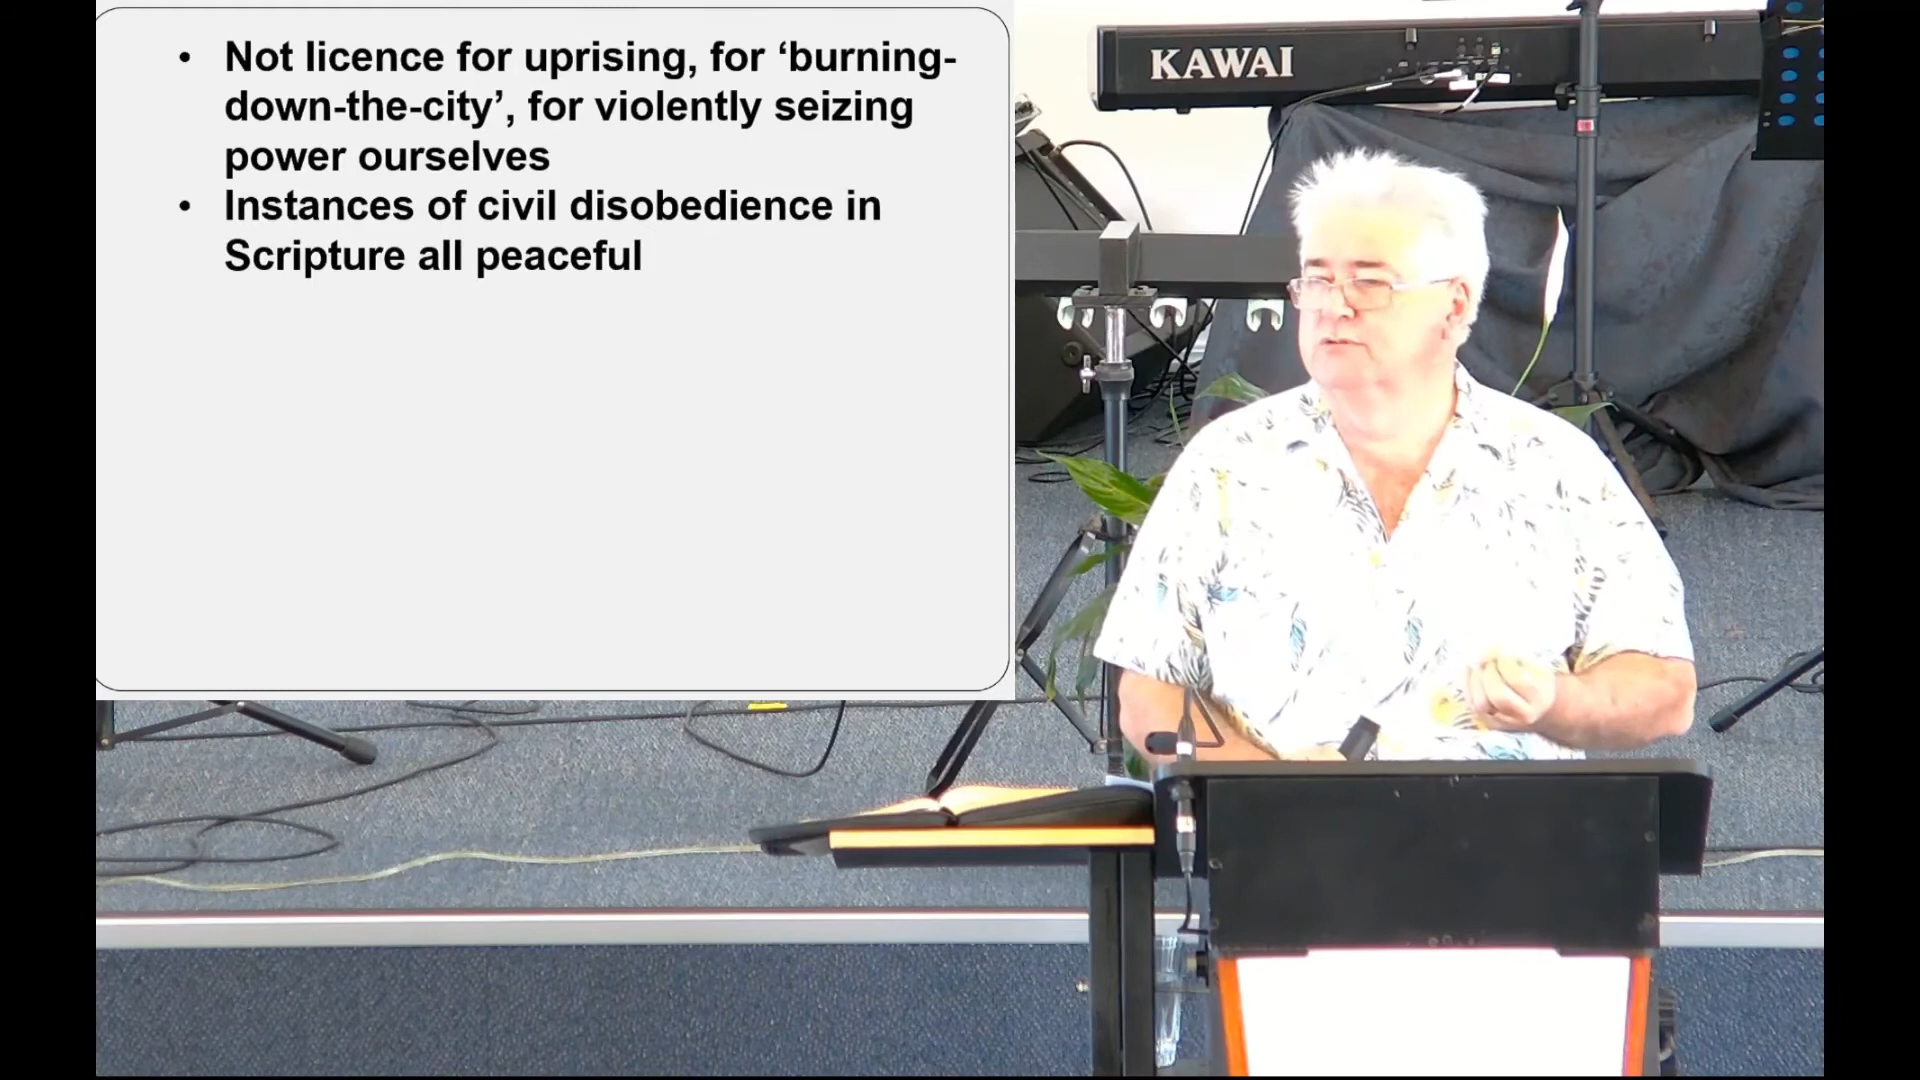 • Not licence for uprising, for ‘burning-
down-the-city’, for violently seizing
power ourselves
• Instances of civil disobedience in
Scripture all peaceful
KAWAI